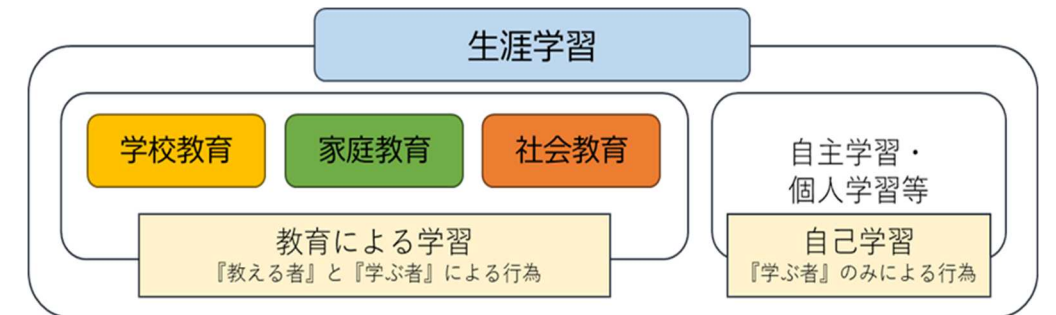 生涯学習
学校教育
家庭教育
社会教育
教育による学習
『教える者』と『学ぶ者』による行為
自主学習・
個人学習等
自己学習
『学ぶ者』のみによる行為